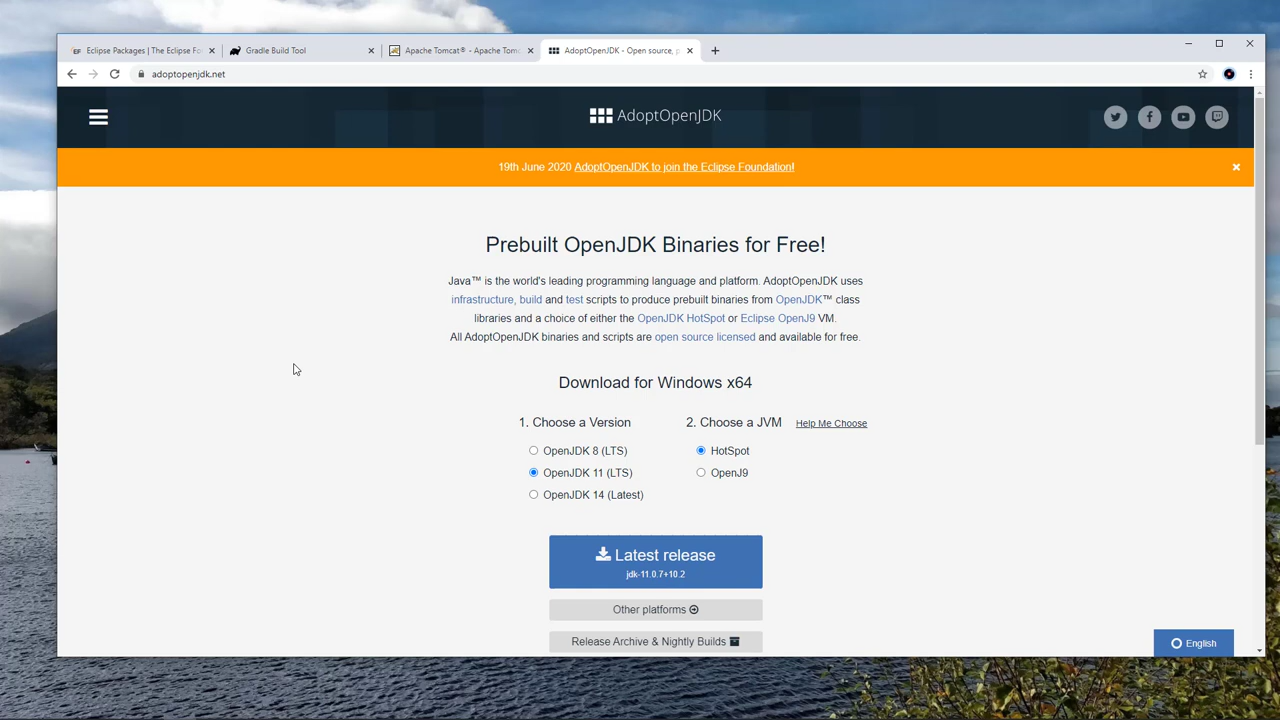 Eclipse Packages | The Eclipse Fo
Gradle Build Tool
Apache Tomcat® - Apache Tomc
AdoptOpenJDK - Open source, p
adoptopenjdk.net
AdoptOpenJDK
19th June 2020 AdoptOpenJDK to join the Eclipse Foundation!
Prebuilt OpenJDK Binaries for Free!
Java™ is the world's leading programming language and platform. AdoptOpenJDK uses
infrastructure, build and test scripts to produce prebuilt binaries from OpenJDK™ class
libraries and a choice of either the OpenJDK HotSpot or Eclipse OpenJ9 VM.
All AdoptOpenJDK binaries and scripts are open source licensed and available for free.
Download for Windows x64
1. Choose a Version
2. Choose a JVM
Help Me Choose
OpenJDK 8 (LTS)
HotSpot
OpenJDK 11 (LTS)
OpenJ9
OpenJDK 14 (Latest)
Latest release
jdk-11.0.7+10.2
Other platforms
Release Archive & Nightly Builds
English